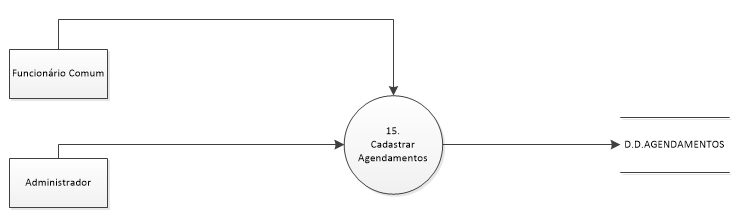 Funcionário Comum
15.
Cadastrar
Agendamentos
D.D.AGENDAMENTOS
Administrador